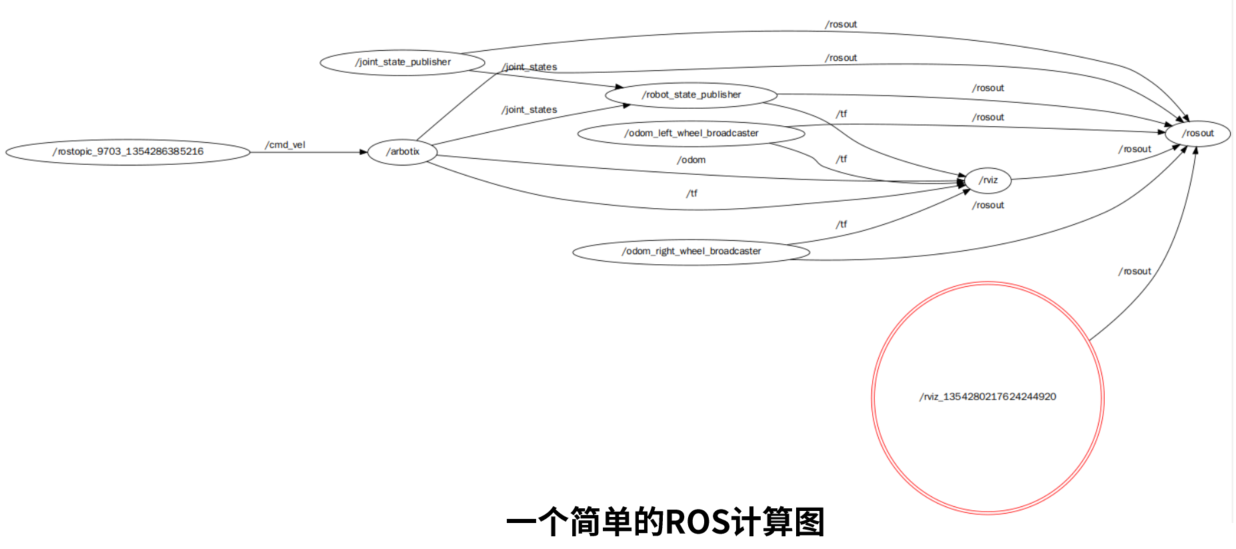 /rosout
/joint_state_publisher
/rosout
/joint_states
/rosout
/robot_state_publisher
/joint_states
/tf
/rosout
/odom_left_wheel_broadcaster
/rosout
/cmd_vel
/rostopic_9703_1354286385216
/arbotix
/rosout
/odom
/tf
/rviz
/tf
/rosout
/tf
/odom_right_wheel_broadcaster
/rosout
/rviz_1354280217624244920
一个简单的ROS计算图